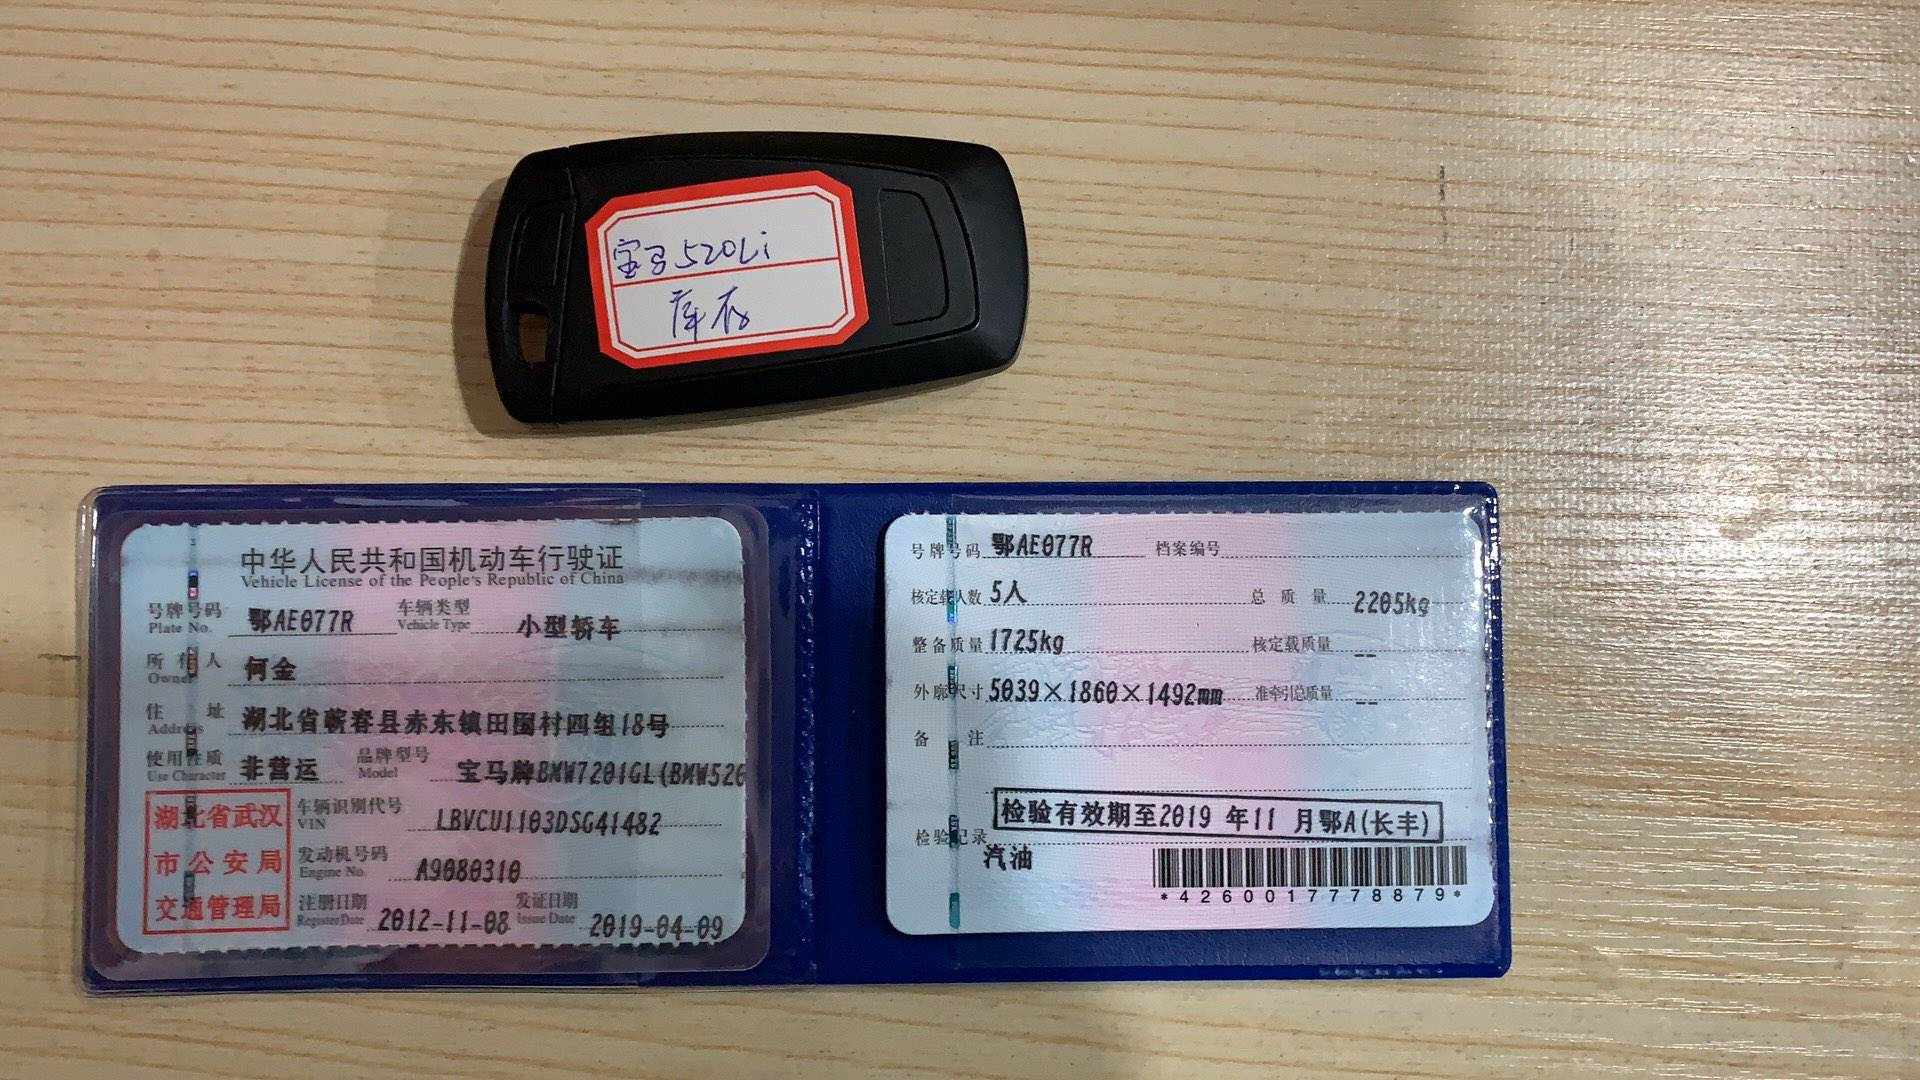 宝马520Li
库存
中华人民共和国机动车行驶证
Vehicle License of the People's Republic of China
号牌号码 Plate No. 鄂AE077R 车辆类型 Vehicle Type 小型轿车
所有人 Owner 何金
住址 Address 湖北省蕲春县赤东镇田囤村四组18号
使用性质 Use Character 非营运 品牌型号 Model 宝马牌BMW7201GL(BMW520
湖北省武汉
市公安局
交通管理局
车辆识别代号 VIN LBVCU1103DSG41482
发动机号码 Engine No. A9080310
注册日期 Register Date 2012-11-08 发证日期 Issue Date 2019-04-09
号牌号码 鄂AE077R 档案编号
核定载人数 5人 总质量 2205kg
整备质量 1725kg 核定载质量 --
外廓尺寸 5039×1860×1492mm 准牵引总质量 --
备注
检验记录 检验有效期至2019 年11 月鄂A(长丰)
汽油
*4260017778879*